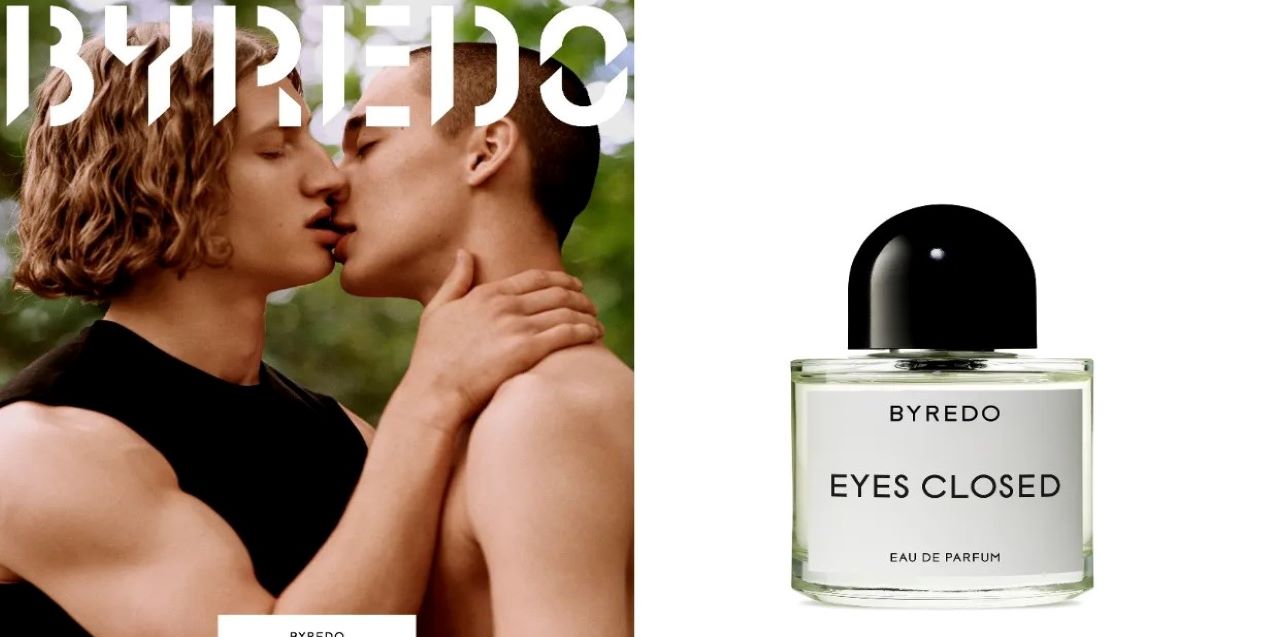 BYREDO
BYREDO
EYES CLOSED
EAU DE PARFUM
BYREDO